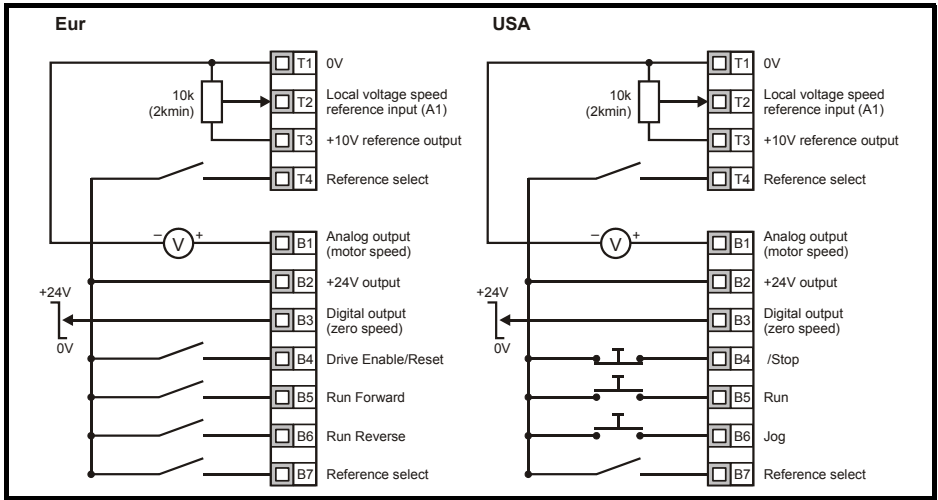 Eur
T1 0V
10k
(2kmin)
T2 Local voltage speed
reference input (A1)
T3 +10V reference output
T4 Reference select
– V + B1 Analog output
(motor speed)
B2 +24V output
+24V
0V
B3 Digital output
(zero speed)
B4 Drive Enable/Reset
B5 Run Forward
B6 Run Reverse
B7 Reference select
USA
T1 0V
10k
(2kmin)
T2 Local voltage speed
reference input (A1)
T3 +10V reference output
T4 Reference select
– V + B1 Analog output
(motor speed)
B2 +24V output
+24V
0V
B3 Digital output
(zero speed)
B4 /Stop
B5 Run
B6 Jog
B7 Reference select